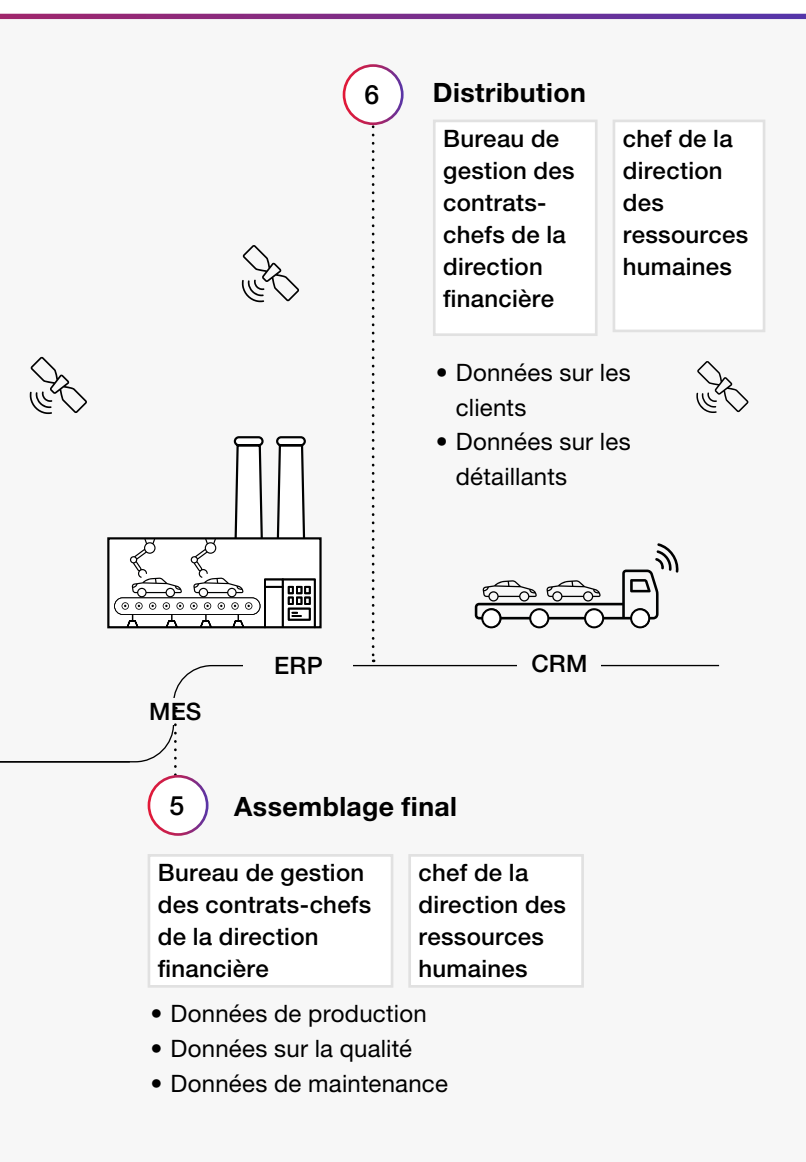 6
Distribution
Bureau de
gestion des
contrats-
chefs de la
direction
financière
chef de la
direction
des
ressources
humaines
• Données sur les
clients
• Données sur les
détaillants
ERP
CRM
MES
5
Assemblage final
Bureau de gestion
des contrats-chefs
de la direction
financière
chef de la
direction des
ressources
humaines
• Données de production
• Données sur la qualité
• Données de maintenance